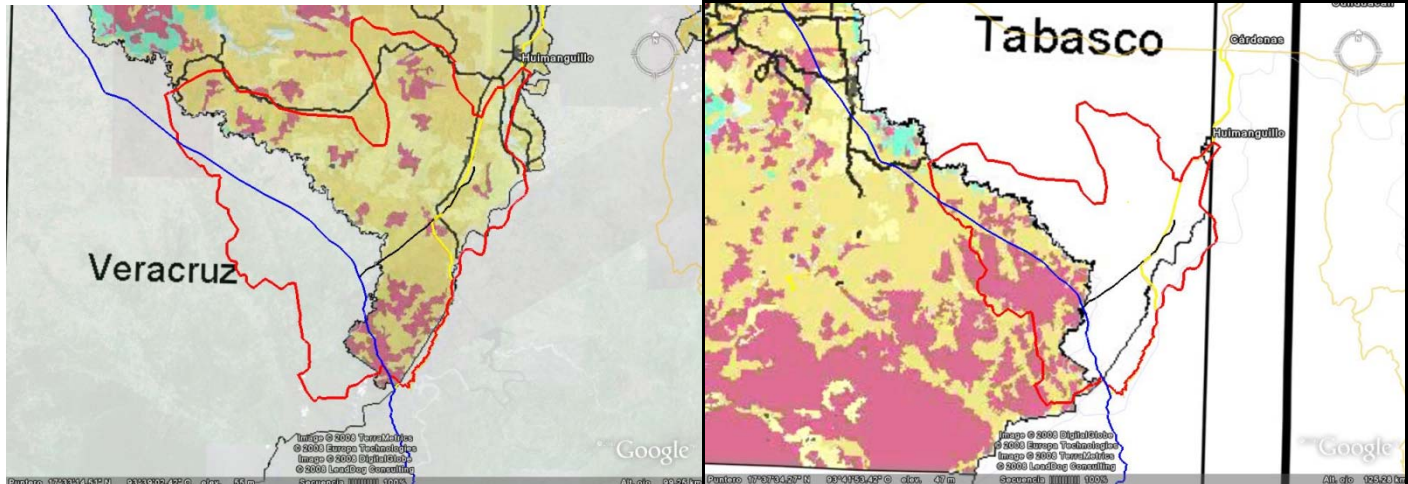 Huimanguillo
Veracruz
Image © 2008 TerraMetrics
© 2008 Europa Technologies
Image © 2008 DigitalGlobe
© 2008 LeadDog Consulting
Google
Tabasco
Cárdenas
Huimanguillo
Image © 2008 DigitalGlobe
© 2008 Europa Technologies
Image © 2008 TerraMetrics
© 2008 LeadDog Consulting
Google